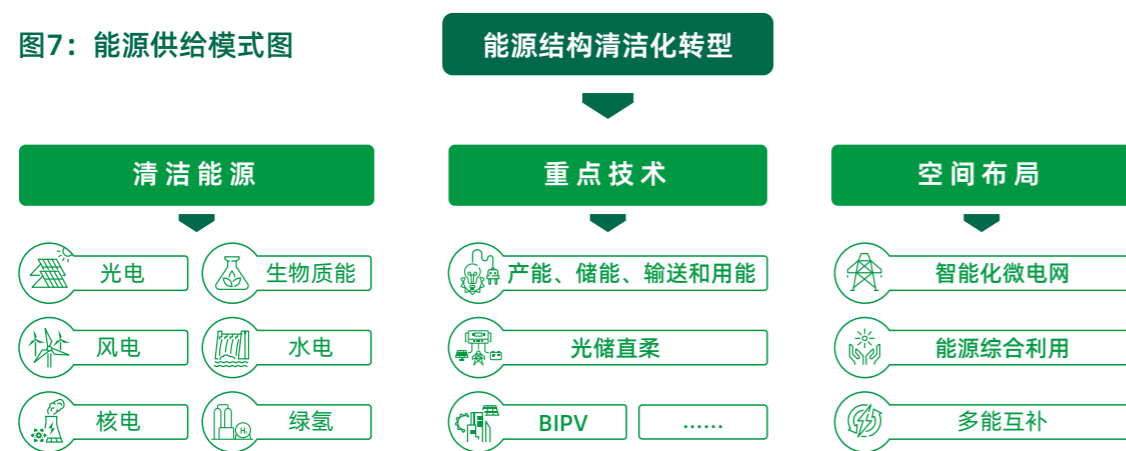 图7：能源供给模式图
能源结构清洁化转型
清洁能源
光电
生物质能
风电
水电
核电
绿氢
H₂
重点技术
产能、储能、输送和用能
光储直柔
BIPV
……
空间布局
智能化微电网
能源综合利用
多能互补